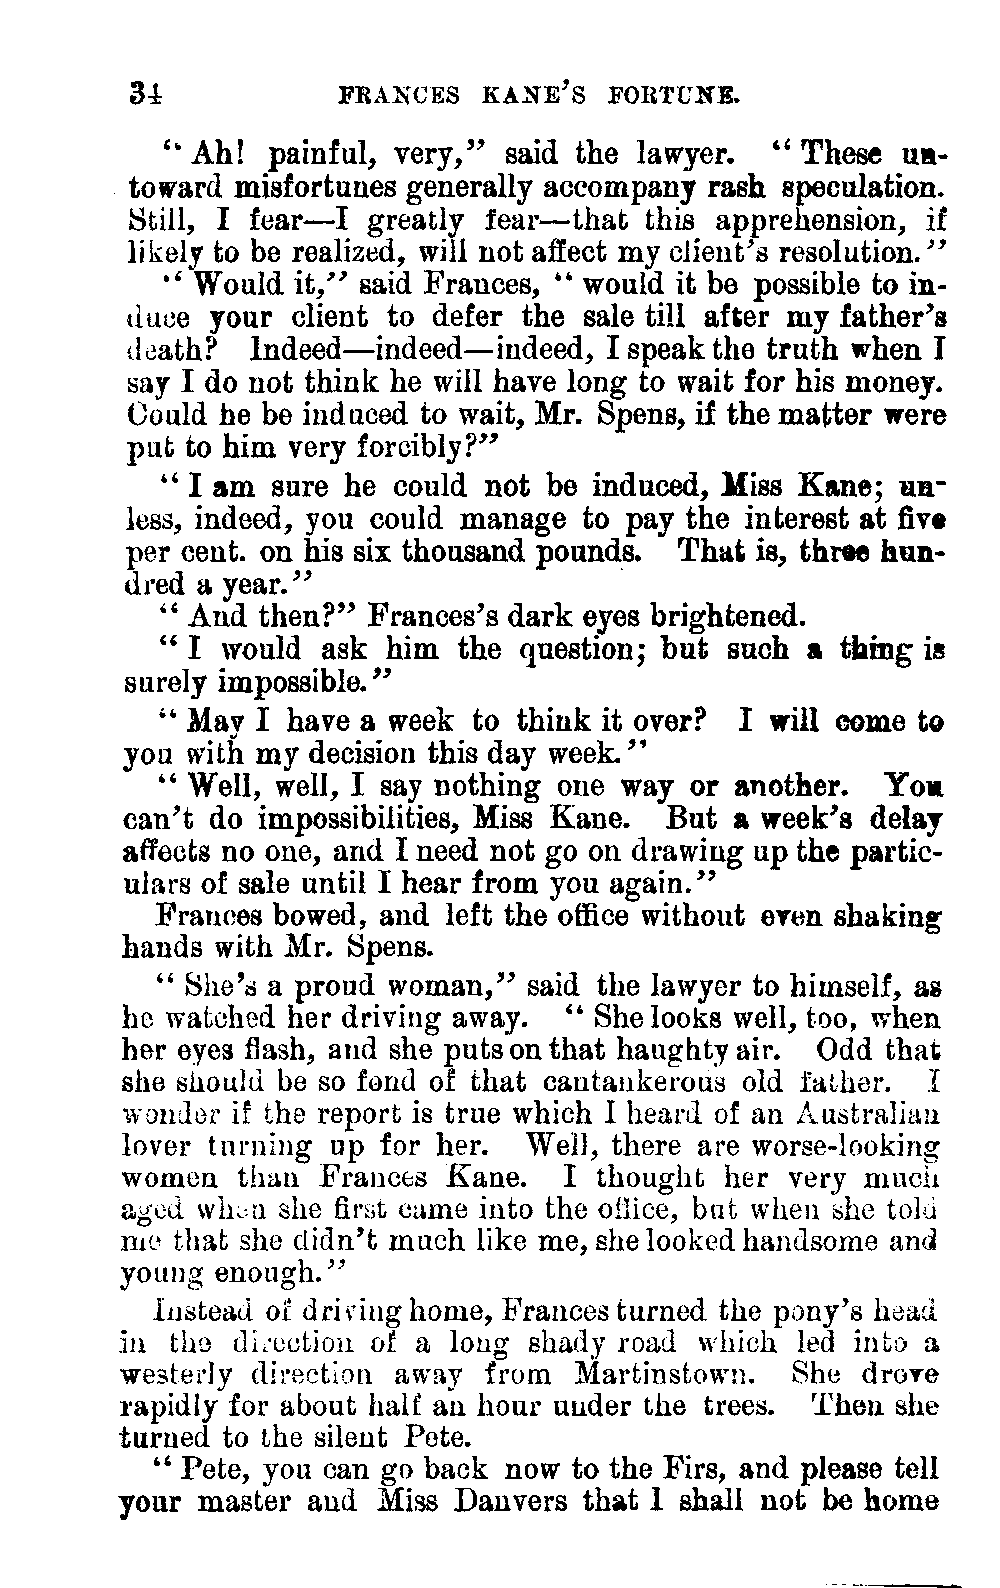 34 FRANCES KANE'S FORTUNE.
"Ah! painful, very," said the lawyer. "These un-
toward misfortunes generally accompany rash speculation.
Still, I fear—I greatly fear—that this apprehension, if
likely to be realized, will not affect my client's resolution."
"Would it," said Frances, "would it be possible to in-
duce your client to defer the sale till after my father's
death? Indeed—indeed—indeed, I speak the truth when I
say I do not think he will have long to wait for his money.
Could he be induced to wait, Mr. Spens, if the matter were
put to him very forcibly?"
"I am sure he could not be induced, Miss Kane; un-
less, indeed, you could manage to pay the interest at five
per cent. on his six thousand pounds. That is, three hun-
dred a year."
"And then?" Frances's dark eyes brightened.
"I would ask him the question; but such a thing is
surely impossible."
"May I have a week to think it over? I will come to
you with my decision this day week."
"Well, well, I say nothing one way or another. You
can't do impossibilities, Miss Kane. But a week's delay
affects no one, and I need not go on drawing up the partic-
ulars of sale until I hear from you again."
Frances bowed, and left the office without even shaking
hands with Mr. Spens.
"She's a proud woman," said the lawyer to himself, as
he watched her driving away. "She looks well, too, when
her eyes flash, and she puts on that haughty air. Odd that
she should be so fond of that cantankerous old father. I
wonder if the report is true which I heard of an Australian
lover turning up for her. Well, there are worse-looking
women than Frances Kane. I thought her very much
aged when she first came into the office, but when she told
me that she didn't much like me, she looked handsome and
young enough."
Instead of driving home, Frances turned the pony's head
in the direction of a long shady road which led into a
westerly direction away from Martinstown. She drove
rapidly for about half an hour under the trees. Then she
turned to the silent Pete.
"Pete, you can go back now to the Firs, and please tell
your master and Miss Danvers that I shall not be home